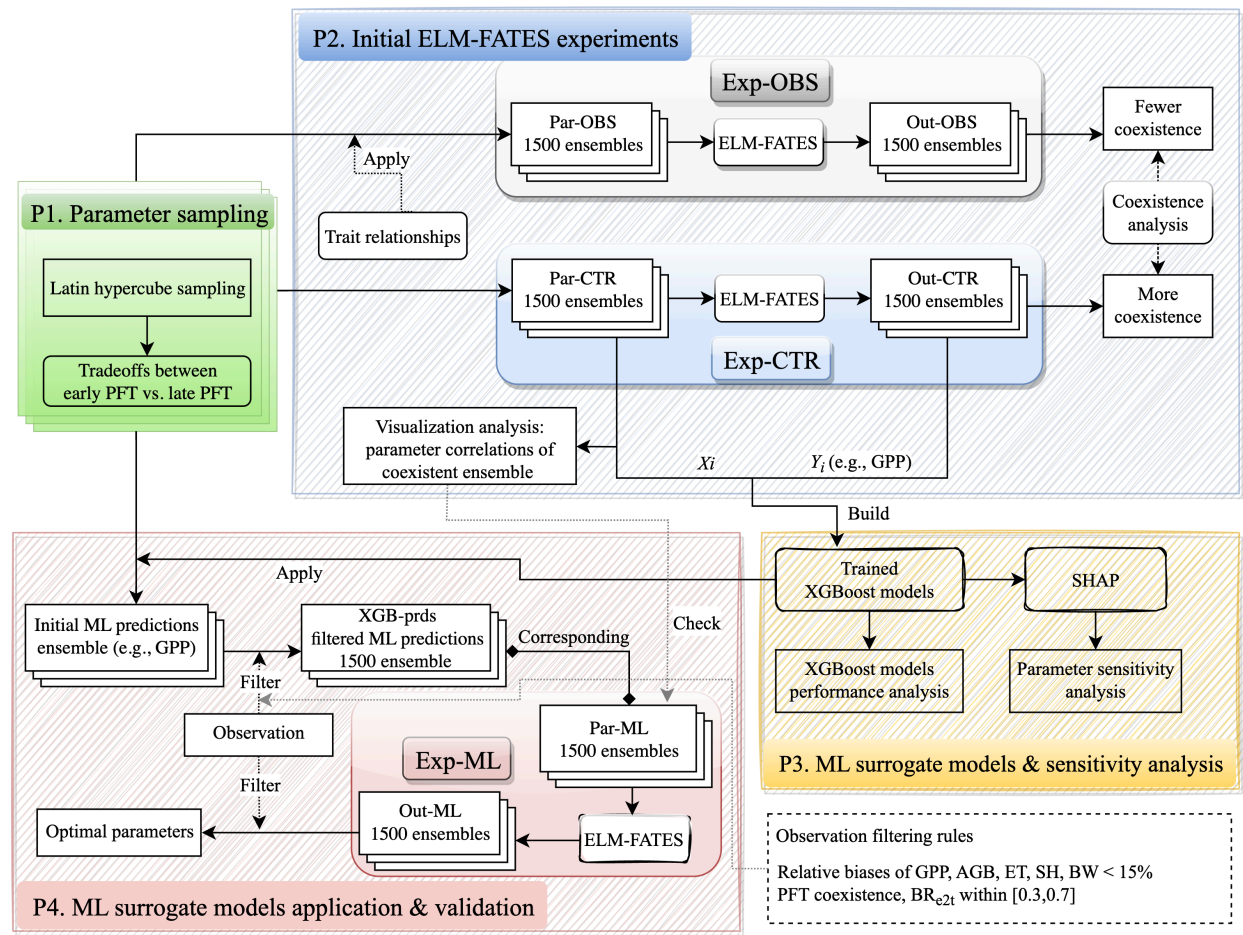 P2. Initial ELM-FATES experiments
Exp-OBS
Par-OBS
1500 ensembles
ELM-FATES
Out-OBS
1500 ensembles
Fewer
coexistence
Apply
Trait relationships
Coexistence
analysis
P1. Parameter sampling
Latin hypercube sampling
Tradeoffs between
early PFT vs. late PFT
Par-CTR
1500 ensembles
ELM-FATES
Out-CTR
1500 ensembles
More
coexistence
Exp-CTR
Visualization analysis:
parameter correlations of
coexistent ensemble
Xi
Yi (e.g., GPP)
Build
Apply
Trained
XGBoost models
SHAP
XGBoost models
performance analysis
Parameter sensitivity
analysis
P3. ML surrogate models & sensitivity analysis
Initial ML predictions
ensemble (e.g., GPP)
XGB-prds
filtered ML predictions
1500 ensemble
Corresponding
Check
Filter
Observation
Filter
Exp-ML
Par-ML
1500 ensembles
Out-ML
1500 ensembles
ELM-FATES
Optimal parameters
P4. ML surrogate models application & validation
Observation filtering rules
Relative biases of GPP, AGB, ET, SH, BW < 15%
PFT coexistence, BRe2t within [0.3,0.7]